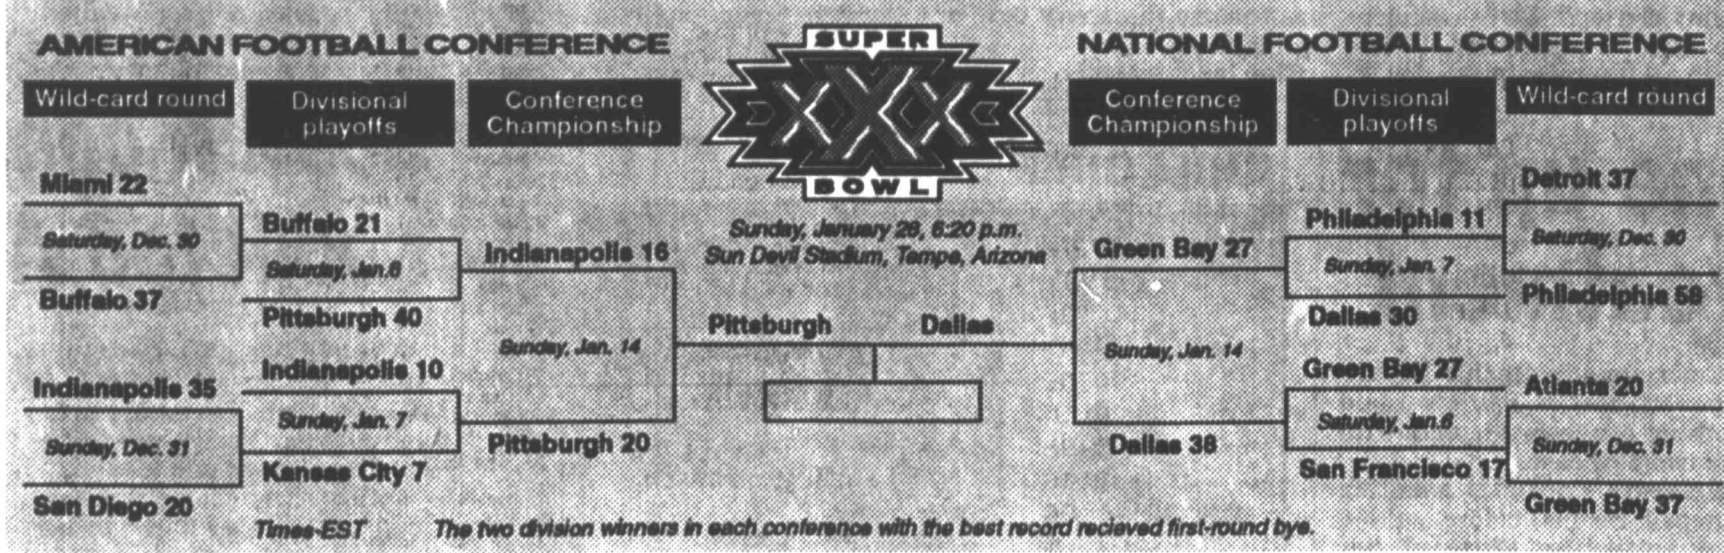 AMERICAN FOOTBALL CONFERENCE
Wild-card round
Divisional
playoffs
Conference
Championship
Miami 22
Saturday, Dec. 30
Buffalo 37
Indianapolis 35
Sunday, Dec. 31
San Diego 20
Buffalo 21
Saturday, Jan.6
Pittsburgh 40
Indianapolis 10
Sunday, Jan. 7
Kansas City 7
Indianapolis 16
Sunday, Jan. 14
Pittsburgh 20
SUPER
XXX
BOWL
Sunday, January 28, 6:20 p.m.
Sun Devil Stadium, Tempe, Arizona
Pittsburgh
Dallas
NATIONAL FOOTBALL CONFERENCE
Conference
Championship
Divisional
playoffs
Wild-card round
Green Bay 27
Sunday, Jan. 14
Dallas 38
Philadelphia 11
Sunday, Jan. 7
Dallas 30
Green Bay 27
Saturday, Jan.6
San Francisco 17
Detroit 37
Saturday, Dec. 30
Philadelphia 58
Atlanta 20
Sunday, Dec. 31
Green Bay 37
Times-EST
The two division winners in each conference with the best record recieved first-round bye.